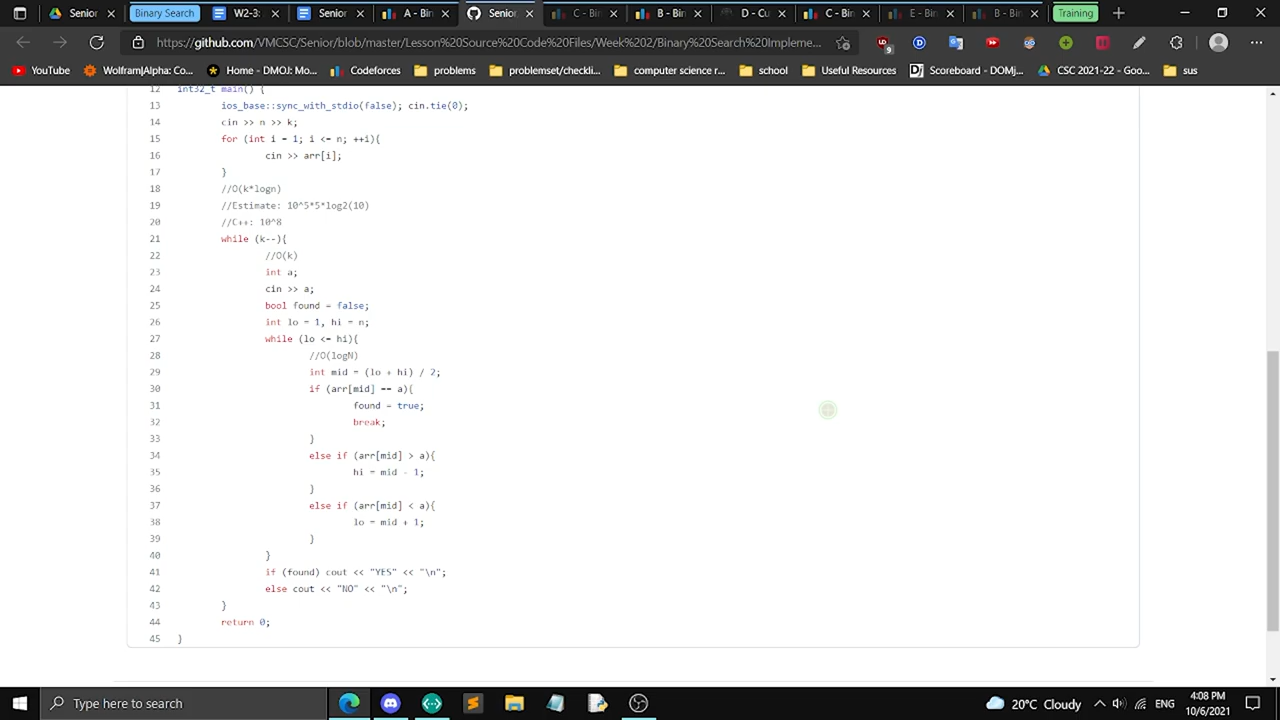 Senior
Binary Search
W2-3:
Senior
A - Bin
Senior
C - Bin
B - Bin
D - Cu
C - Bin
E - Bin
B - Bin
Training
https://github.com/VMCSC/Senior/blob/master/Lesson%20Source%20Code%20Files/Week%202/Binary%20Search%20Impleme...
9
YouTube
Wolfram|Alpha: Co...
Home - DMOJ: Mo...
Codeforces
problems
problemset/checkli...
computer science r...
school
Useful Resources
Scoreboard — DOMj...
CSC 2021-22 - Goo...
sus
12 int32_t main() {
13 ios_base::sync_with_stdio(false); cin.tie(0);
14 cin >> n >> k;
15 for (int i = 1; i <= n; ++i){
16 cin >> arr[i];
17 }
18 //O(k*logn)
19 //Estimate: 10^5*5*log2(10)
20 //C++: 10^8
21 while (k--){
22 //O(k)
23 int a;
24 cin >> a;
25 bool found = false;
26 int lo = 1, hi = n;
27 while (lo <= hi){
28 //O(logN)
29 int mid = (lo + hi) / 2;
30 if (arr[mid] == a){
31 found = true;
32 break;
33 }
34 else if (arr[mid] > a){
35 hi = mid - 1;
36 }
37 else if (arr[mid] < a){
38 lo = mid + 1;
39 }
40 }
41 if (found) cout << "YES" << "\n";
42 else cout << "NO" << "\n";
43 }
44 return 0;
45 }
Type here to search
20°C Cloudy
ENG
4:08 PM
10/6/2021